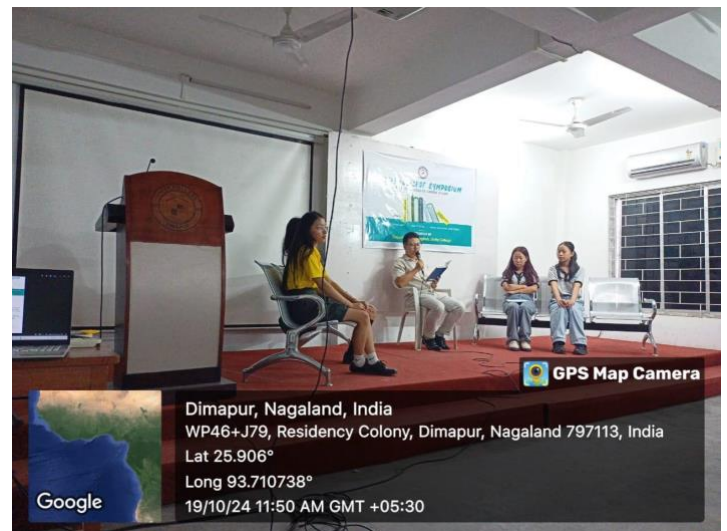 SYMPOSIUM
GPS Map Camera
Dimapur, Nagaland, India
WP46+J79, Residency Colony, Dimapur, Nagaland 797113, India
Lat 25.906°
Long 93.710738°
19/10/24 11:50 AM GMT +05:30
Google